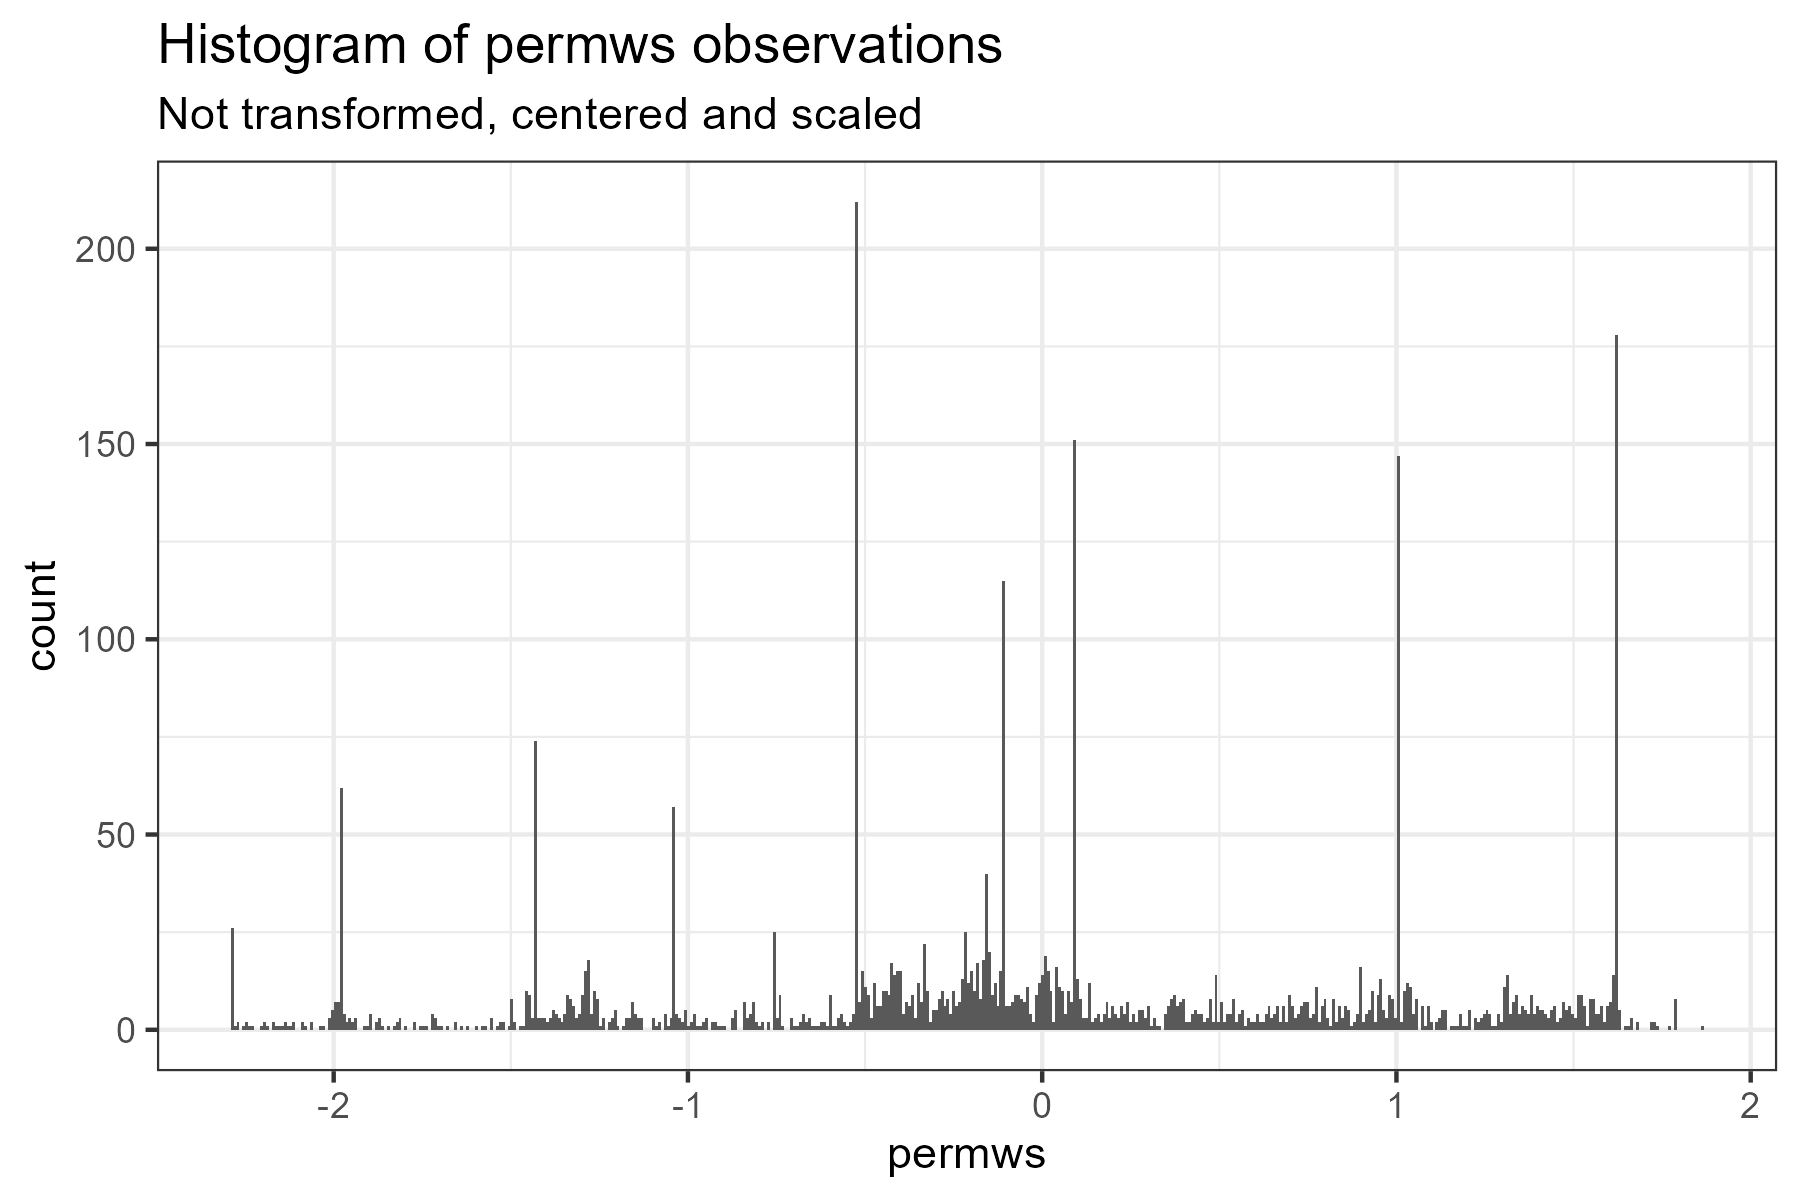 Histogram of permws observations
Not transformed, centered and scaled
200
150
100
50
0
count
-2
-1
0
1
2
permws